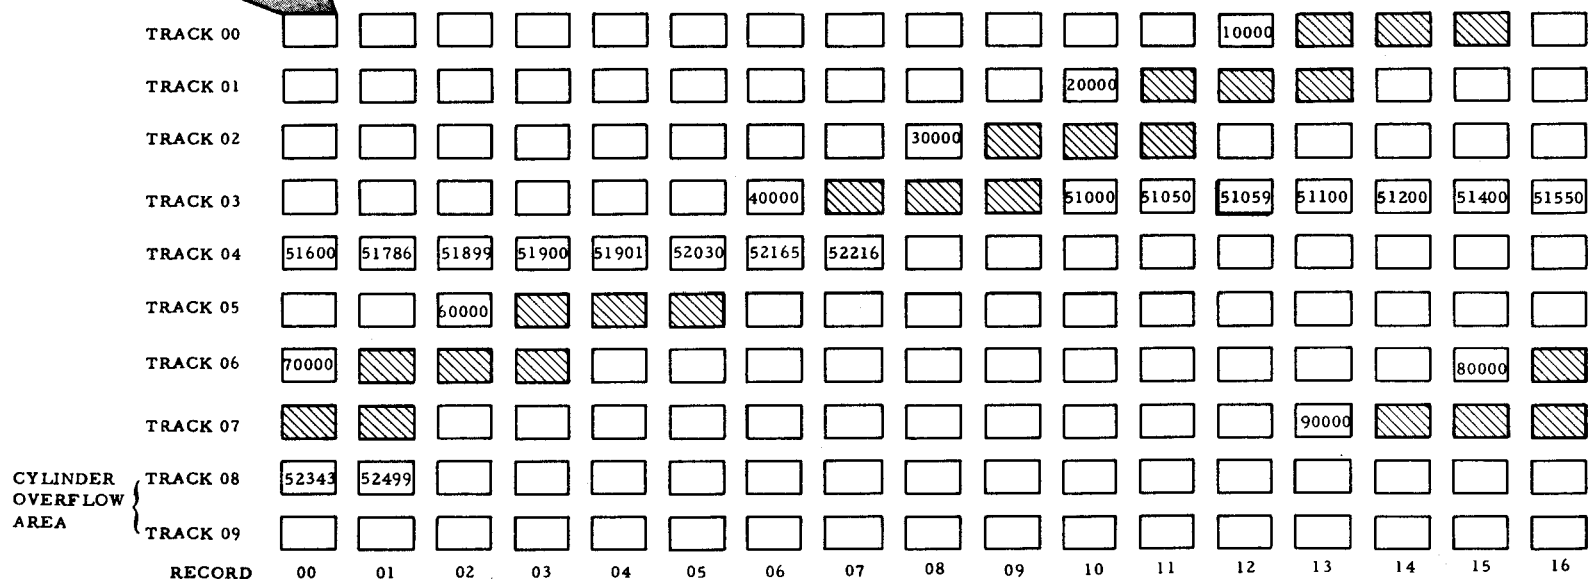 TRACK 00 10000
TRACK 01 20000
TRACK 02 30000
TRACK 03 40000 51000 51050 51059 51100 51200 51400 51550
TRACK 04 51600 51786 51899 51900 51901 52030 52165 52216
TRACK 05 60000
TRACK 06 70000 80000
TRACK 07 90000
CYLINDER OVERFLOW AREA
TRACK 08 52343 52499
TRACK 09
RECORD 00 01 02 03 04 05 06 07 08 09 10 11 12 13 14 15 16